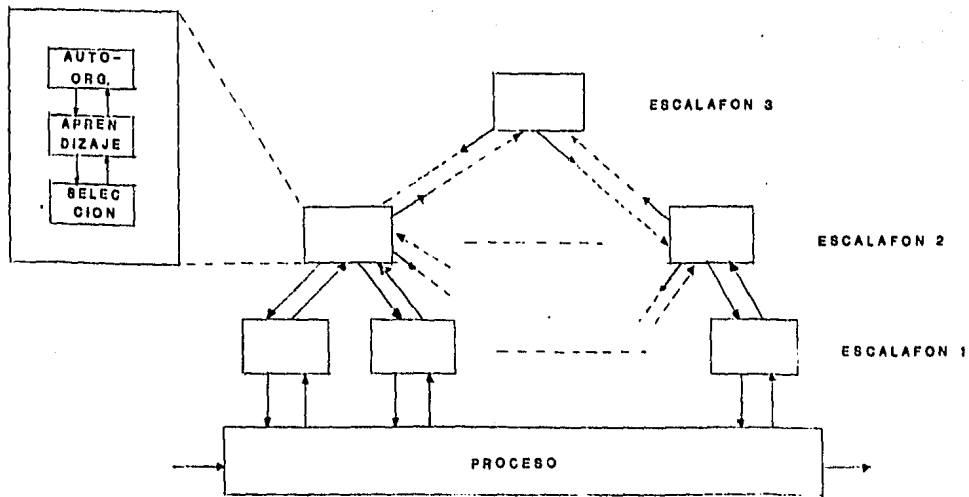 AUTO-
ORG.
APREN
DIZAJE
SELEC
CION
ESCALAFON 3
ESCALAFON 2
ESCALAFON 1
PROCESO